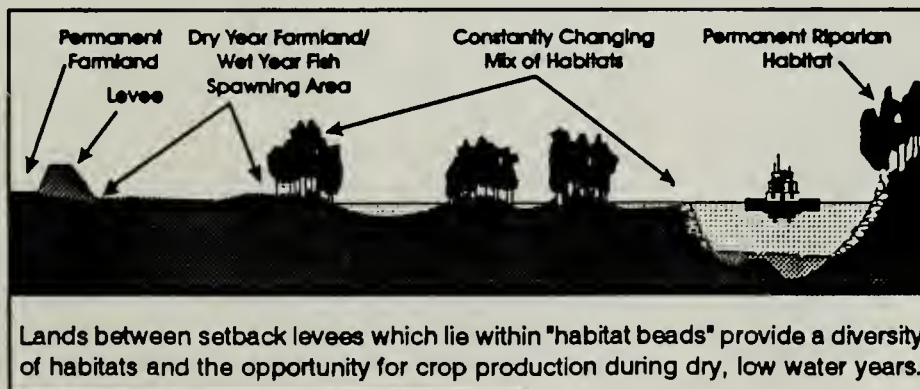 Permanent
Farmland
Levee
Dry Year Farmland/
Wet Year Fish
Spawning Area
Constantly Changing
Mix of Habitats
Permanent Riparian
Habitat
Lands between setback levees which lie within "habitat beads" provide a diversity
of habitats and the opportunity for crop production during dry, low water years.